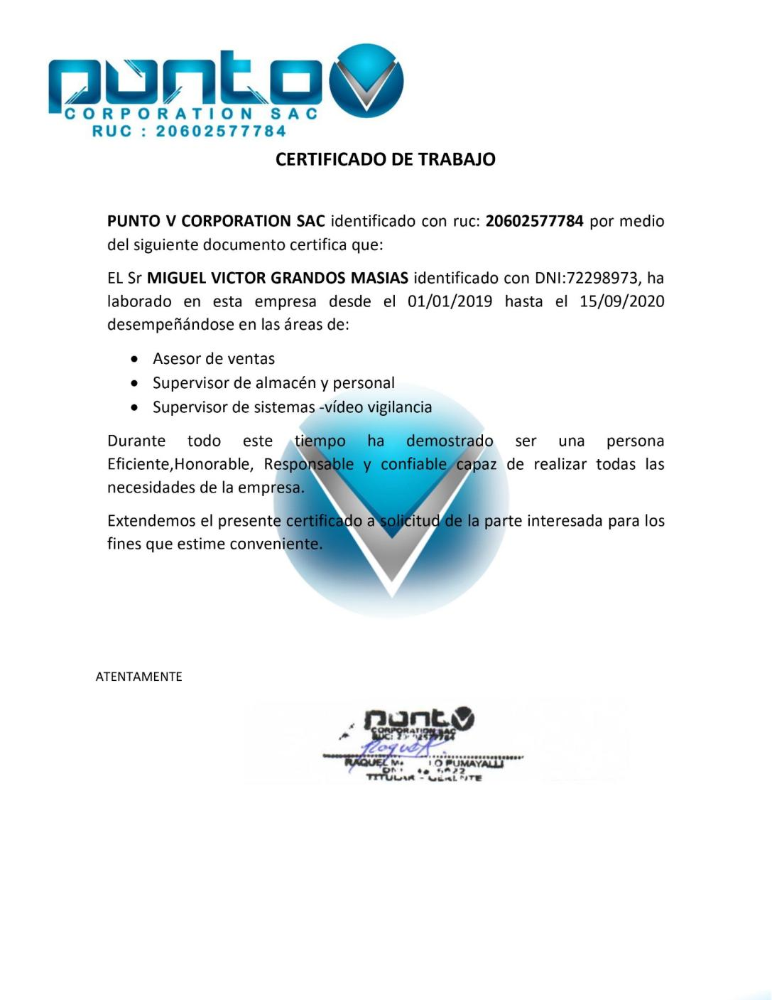 punto
CORPORATION SAC
RUC : 20602577784
CERTIFICADO DE TRABAJO
PUNTO V CORPORATION SAC identificado con ruc: 20602577784 por medio
del siguiente documento certifica que:
EL Sr MIGUEL VICTOR GRANDOS MASIAS identificado con DNI:72298973, ha
laborado en esta empresa desde el 01/01/2019 hasta el 15/09/2020
desempeñándose en las áreas de:
• Asesor de ventas
• Supervisor de almacén y personal
• Supervisor de sistemas -vídeo vigilancia
Durante todo este tiempo ha demostrado ser una persona
Eficiente,Honorable, Responsable y confiable capaz de realizar todas las
necesidades de la empresa.
Extendemos el presente certificado a solicitud de la parte interesada para los
fines que estime conveniente.
ATENTAMENTE
punto
CORPORATION SAC
RUC:
RAQUEL PUMAYALLI
DNI
TITULAR - GERENTE